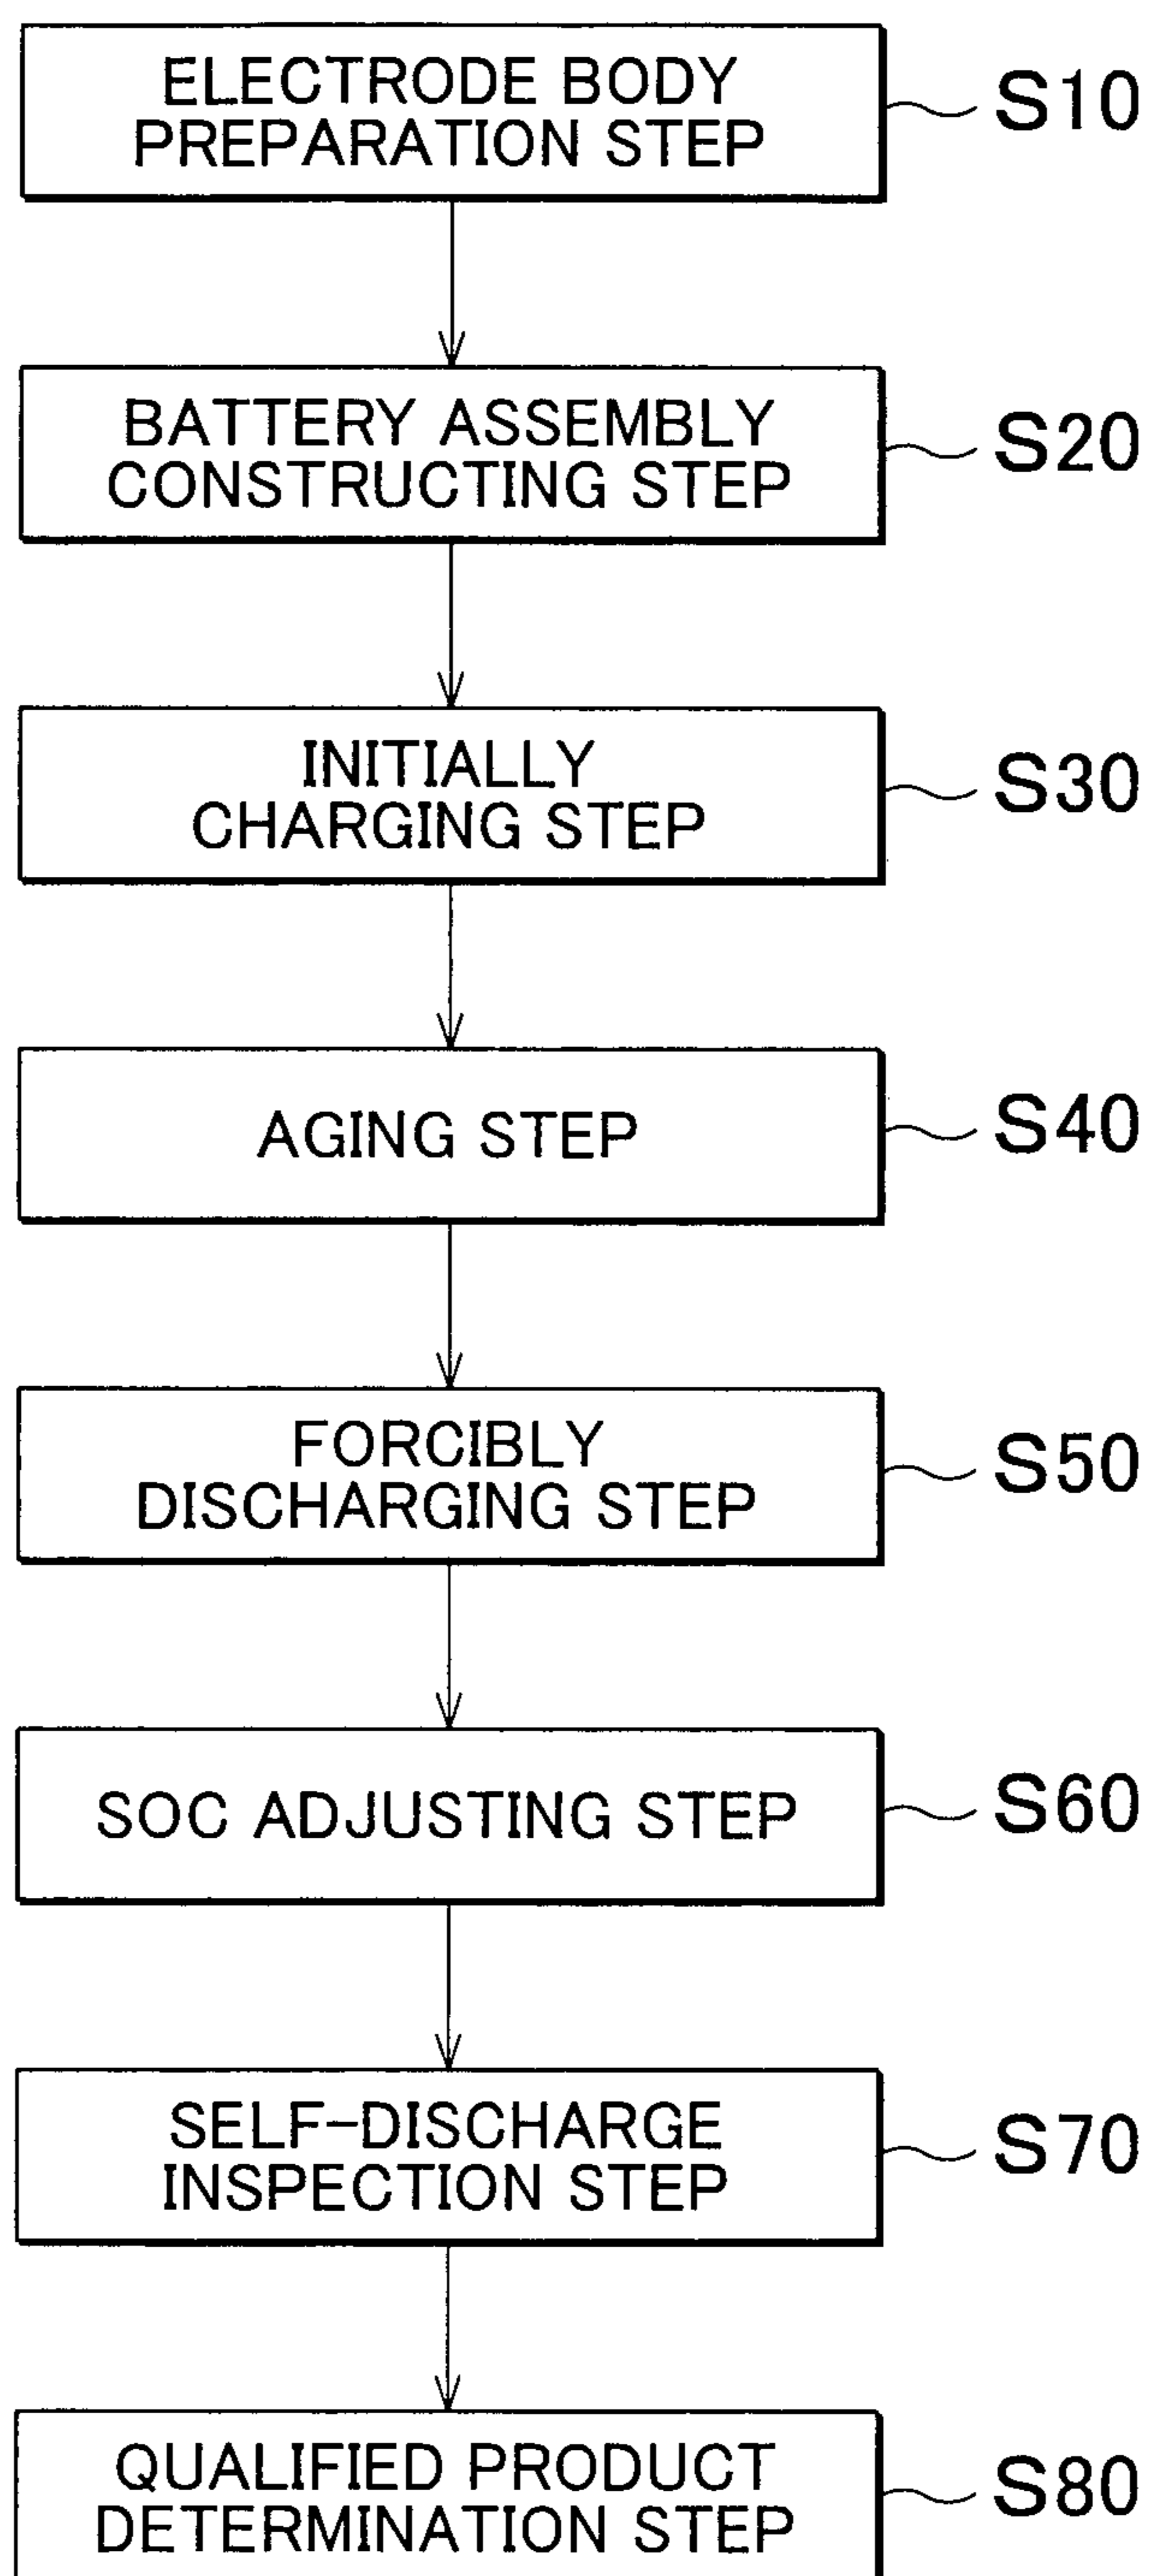 ELECTRODE BODY
PREPARATION STEP
S10
BATTERY ASSEMBLY
CONSTRUCTING STEP
S20
INITIALLY
CHARGING STEP
S30
AGING STEP
S40
FORCIBLY
DISCHARGING STEP
S50
SOC ADJUSTING STEP
S60
SELF-DISCHARGE
INSPECTION STEP
S70
QUALIFIED PRODUCT
DETERMINATION STEP
S80